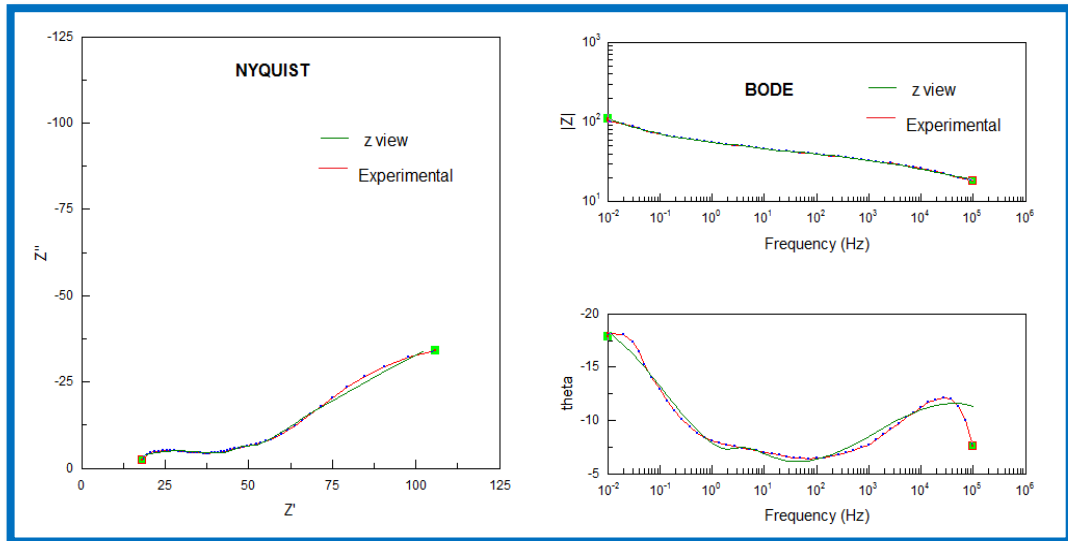 NYQUIST
z view
Experimental
-125
-100
-75
-50
-25
0
Z''
0 25 50 75 100 125
Z'
BODE
z view
Experimental
10³
10²
10¹
|Z|
10⁻² 10⁻¹ 10⁰ 10¹ 10² 10³ 10⁴ 10⁵ 10⁶
Frequency (Hz)
-20
-15
-10
-5
theta
10⁻² 10⁻¹ 10⁰ 10¹ 10² 10³ 10⁴ 10⁵ 10⁶
Frequency (Hz)